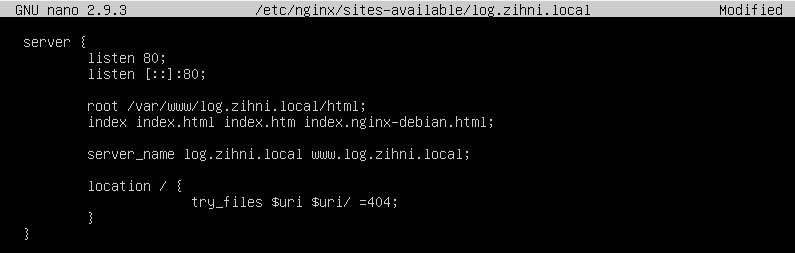 GNU nano 2.9.3 /etc/nginx/sites-available/log.zihni.local Modified
server {
listen 80;
listen [::]:80;
root /var/www/log.zihni.local/html;
index index.html index.htm index.nginx-debian.html;
server_name log.zihni.local www.log.zihni.local;
location / {
try_files $uri $uri/ =404;
}
}